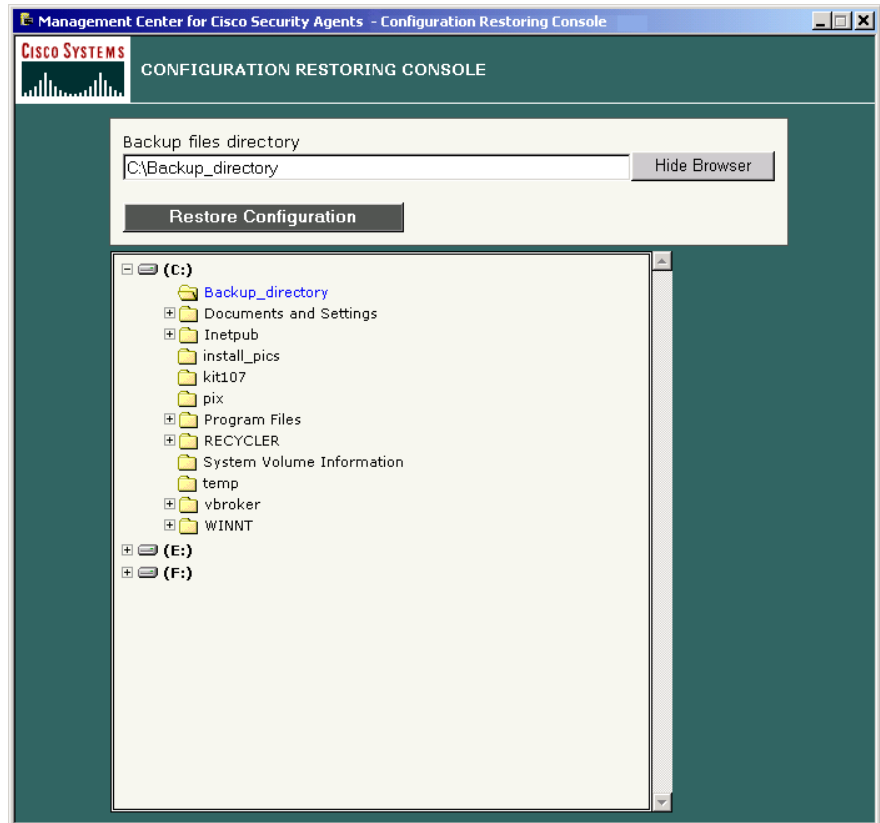 Management Center for Cisco Security Agents - Configuration Restoring Console
CISCO SYSTEMS
CONFIGURATION RESTORING CONSOLE
Backup files directory
C:\Backup_directory
Hide Browser
Restore Configuration
(C:)
Backup_directory
Documents and Settings
Inetpub
install_pics
kit107
pix
Program Files
RECYCLER
System Volume Information
temp
vbroker
WINNT
(E:)
(F:)